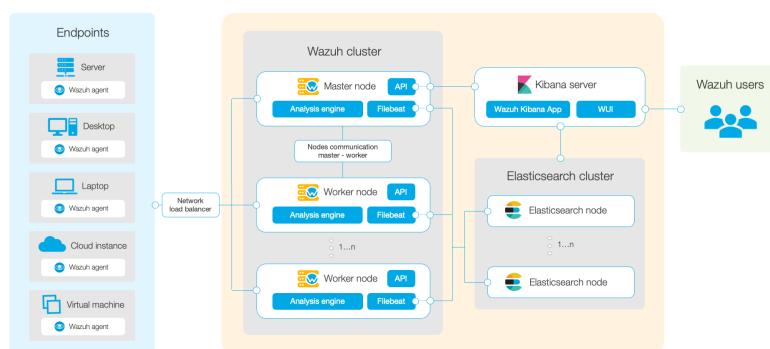 Endpoints
Server
Wazuh agent
Desktop
Wazuh agent
Laptop
Wazuh agent
Cloud instance
Wazuh agent
Virtual machine
Wazuh agent
Network
load balancer
Wazuh cluster
Master node
API
Analysis engine
Filebeat
Nodes communication
master - worker
Worker node
API
Analysis engine
Filebeat
1...n
Worker node
API
Analysis engine
Filebeat
Kibana server
Wazuh Kibana App
WUI
Elasticsearch cluster
Elasticsearch node
1...n
Elasticsearch node
Wazuh users